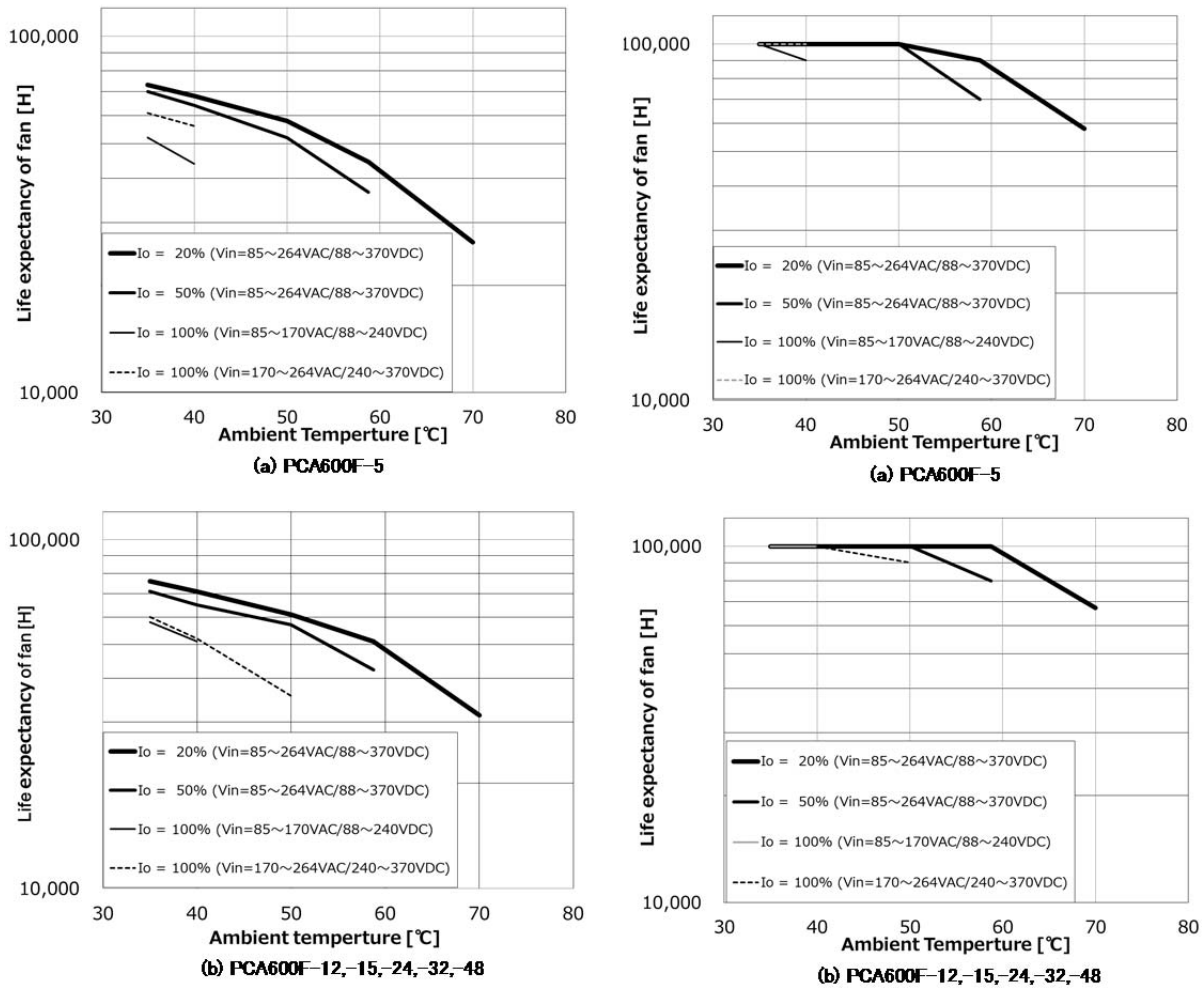 100,000
10,000
Life expectancy of fan [H]
Io = 20% (Vin=85～264VAC/88～370VDC)
Io = 50% (Vin=85～264VAC/88～370VDC)
Io = 100% (Vin=85～170VAC/88～240VDC)
Io = 100% (Vin=170～264VAC/240～370VDC)
30 40 50 60 70 80
Ambient Temperture [℃]
(a) PCA600F-5
100,000
10,000
Life expectancy of fan [H]
Io = 20% (Vin=85～264VAC/88～370VDC)
Io = 50% (Vin=85～264VAC/88～370VDC)
Io = 100% (Vin=85～170VAC/88～240VDC)
Io = 100% (Vin=170～264VAC/240～370VDC)
30 40 50 60 70 80
Ambient Temperture [℃]
(a) PCA600F-5
100,000
10,000
Life expectancy of fan [H]
Io = 20% (Vin=85～264VAC/88～370VDC)
Io = 50% (Vin=85～264VAC/88～370VDC)
Io = 100% (Vin=85～170VAC/88～240VDC)
Io = 100% (Vin=170～264VAC/240～370VDC)
30 40 50 60 70 80
Ambient temperture [℃]
(b) PCA600F-12,-15,-24,-32,-48
100,000
10,000
Life expectancy of fan [H]
Io = 20% (Vin=85～264VAC/88～370VDC)
Io = 50% (Vin=85～264VAC/88～370VDC)
Io = 100% (Vin=85～170VAC/88～240VDC)
Io = 100% (Vin=170～264VAC/240～370VDC)
30 40 50 60 70 80
Ambient Temperture [℃]
(b) PCA600F-12,-15,-24,-32,-48